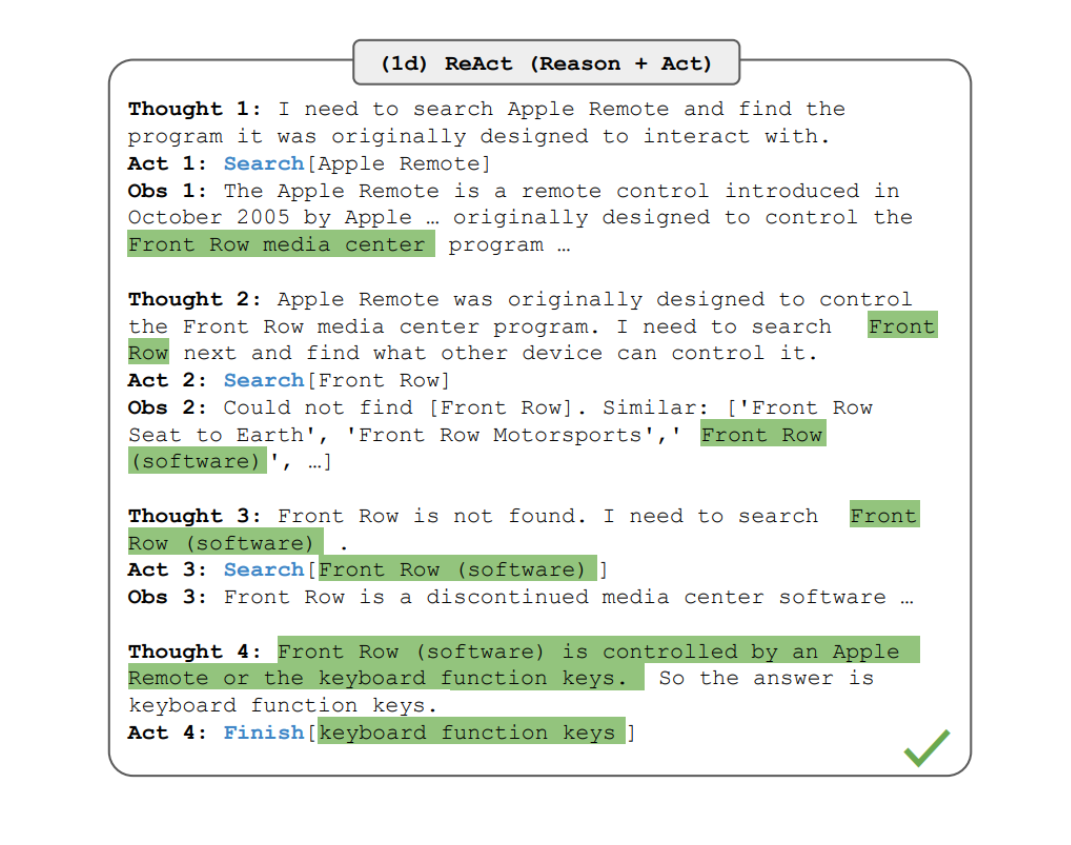 (1d) ReAct (Reason + Act)
Thought 1: I need to search Apple Remote and find the
program it was originally designed to interact with.
Act 1: Search[Apple Remote]
Obs 1: The Apple Remote is a remote control introduced in
October 2005 by Apple … originally designed to control the
Front Row media center program …
Thought 2: Apple Remote was originally designed to control
the Front Row media center program. I need to search Front
Row next and find what other device can control it.
Act 2: Search[Front Row]
Obs 2: Could not find [Front Row]. Similar: ['Front Row
Seat to Earth', 'Front Row Motorsports',' Front Row
(software)', …]
Thought 3: Front Row is not found. I need to search Front
Row (software) .
Act 3: Search[Front Row (software) ]
Obs 3: Front Row is a discontinued media center software …
Thought 4: Front Row (software) is controlled by an Apple
Remote or the keyboard function keys. So the answer is
keyboard function keys.
Act 4: Finish[keyboard function keys ]